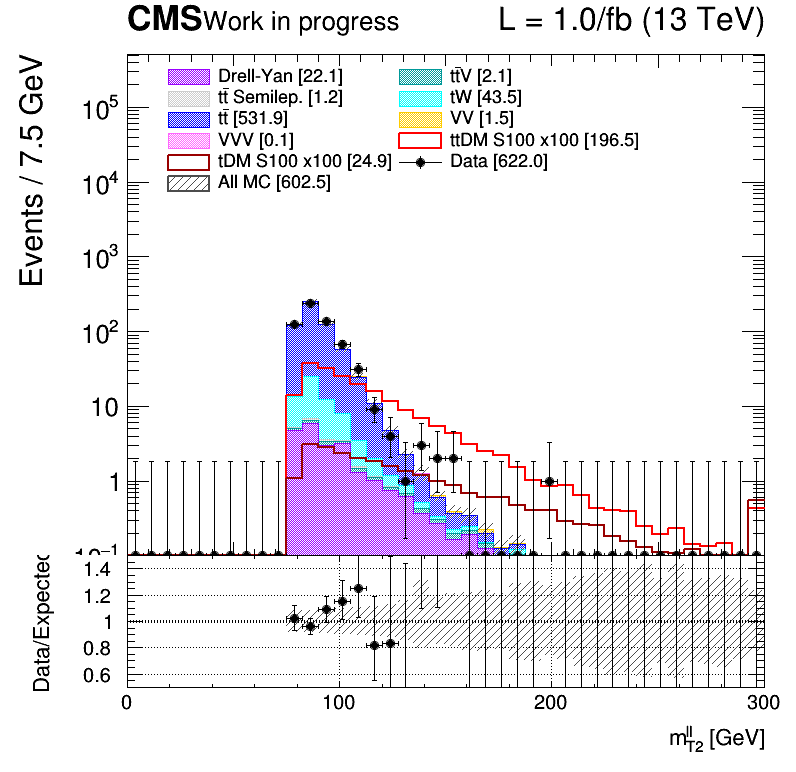 CMS Work in progress L = 1.0/fb (13 TeV)
Events / 7.5 GeV
Drell-Yan [22.1]
tt̄V [2.1]
tt̄ Semilep. [1.2]
tW [43.5]
tt̄ [531.9]
VV [1.5]
VVV [0.1]
ttDM S100 x100 [196.5]
tDM S100 x100 [24.9]
Data [622.0]
All MC [602.5]
10⁵
10⁴
10³
10²
10
1
10⁻¹
Data/Expected
1.4
1.2
1
0.8
0.6
0 100 200 300
m_T2^ll [GeV]